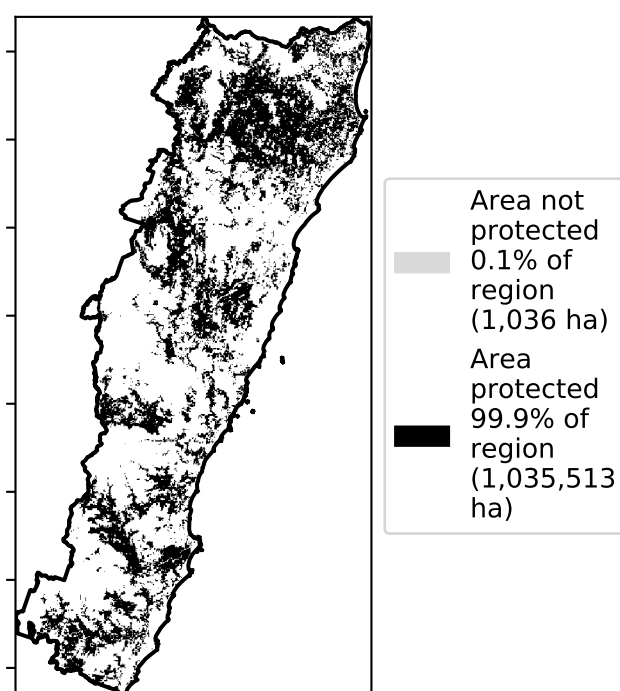 Area not
protected
0.1% of
region
(1,036 ha)
Area
protected
99.9% of
region
(1,035,513
ha)